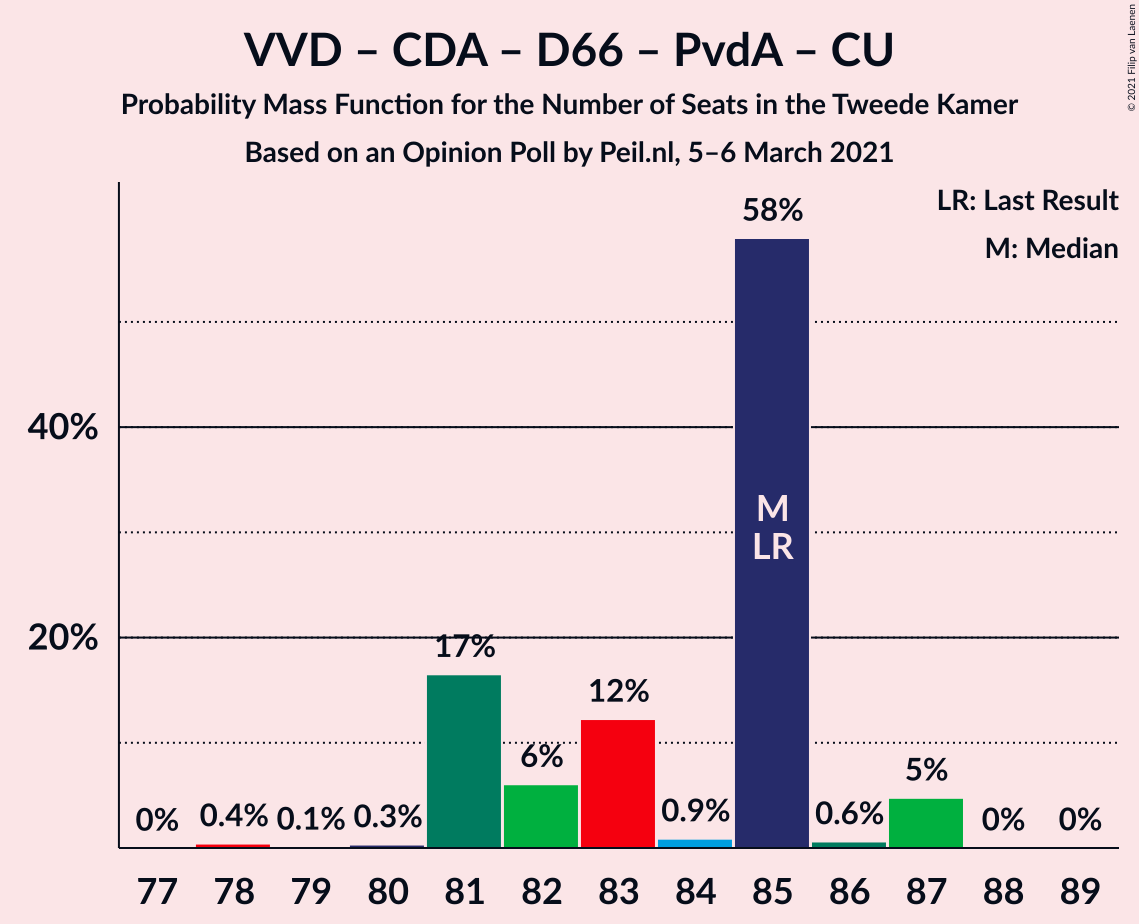 VVD – CDA – D66 – PvdA – CU
Probability Mass Function for the Number of Seats in the Tweede Kamer
Based on an Opinion Poll by Peil.nl, 5–6 March 2021
© 2021 Filip van Laenen
LR: Last Result
M: Median
40%
20%
0%
0.4%
0.1%
0.3%
17%
6%
12%
0.9%
58%
0.6%
5%
0%
0%
M
LR
77 78 79 80 81 82 83 84 85 86 87 88 89